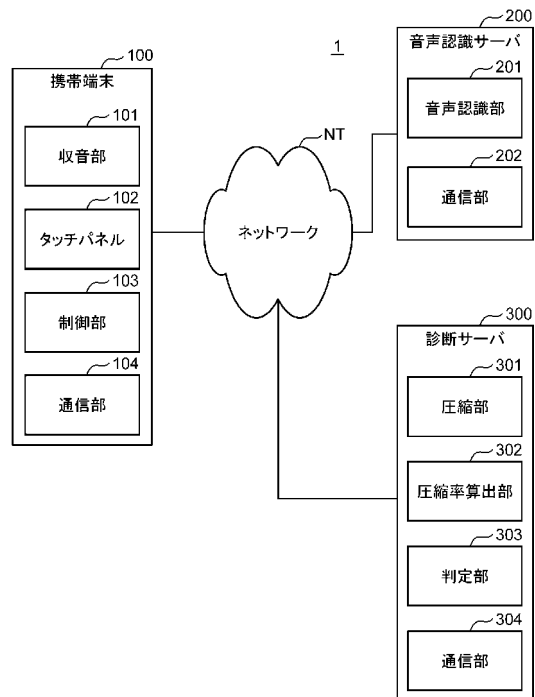 1
100
携帯端末
101
収音部
102
タッチパネル
103
制御部
104
通信部
NT
ネットワーク
200
音声認識サーバ
201
音声認識部
202
通信部
300
診断サーバ
301
圧縮部
302
圧縮率算出部
303
判定部
304
通信部